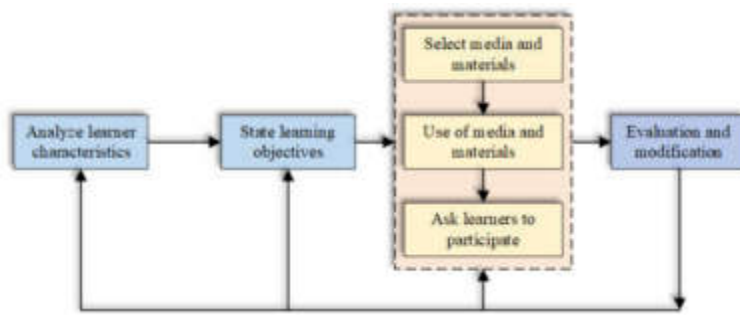 Select media and
materials
Analyze learner
characteristics
State learning
objectives
Use of media and
materials
Evaluation and
modification
Ask learners to
participate